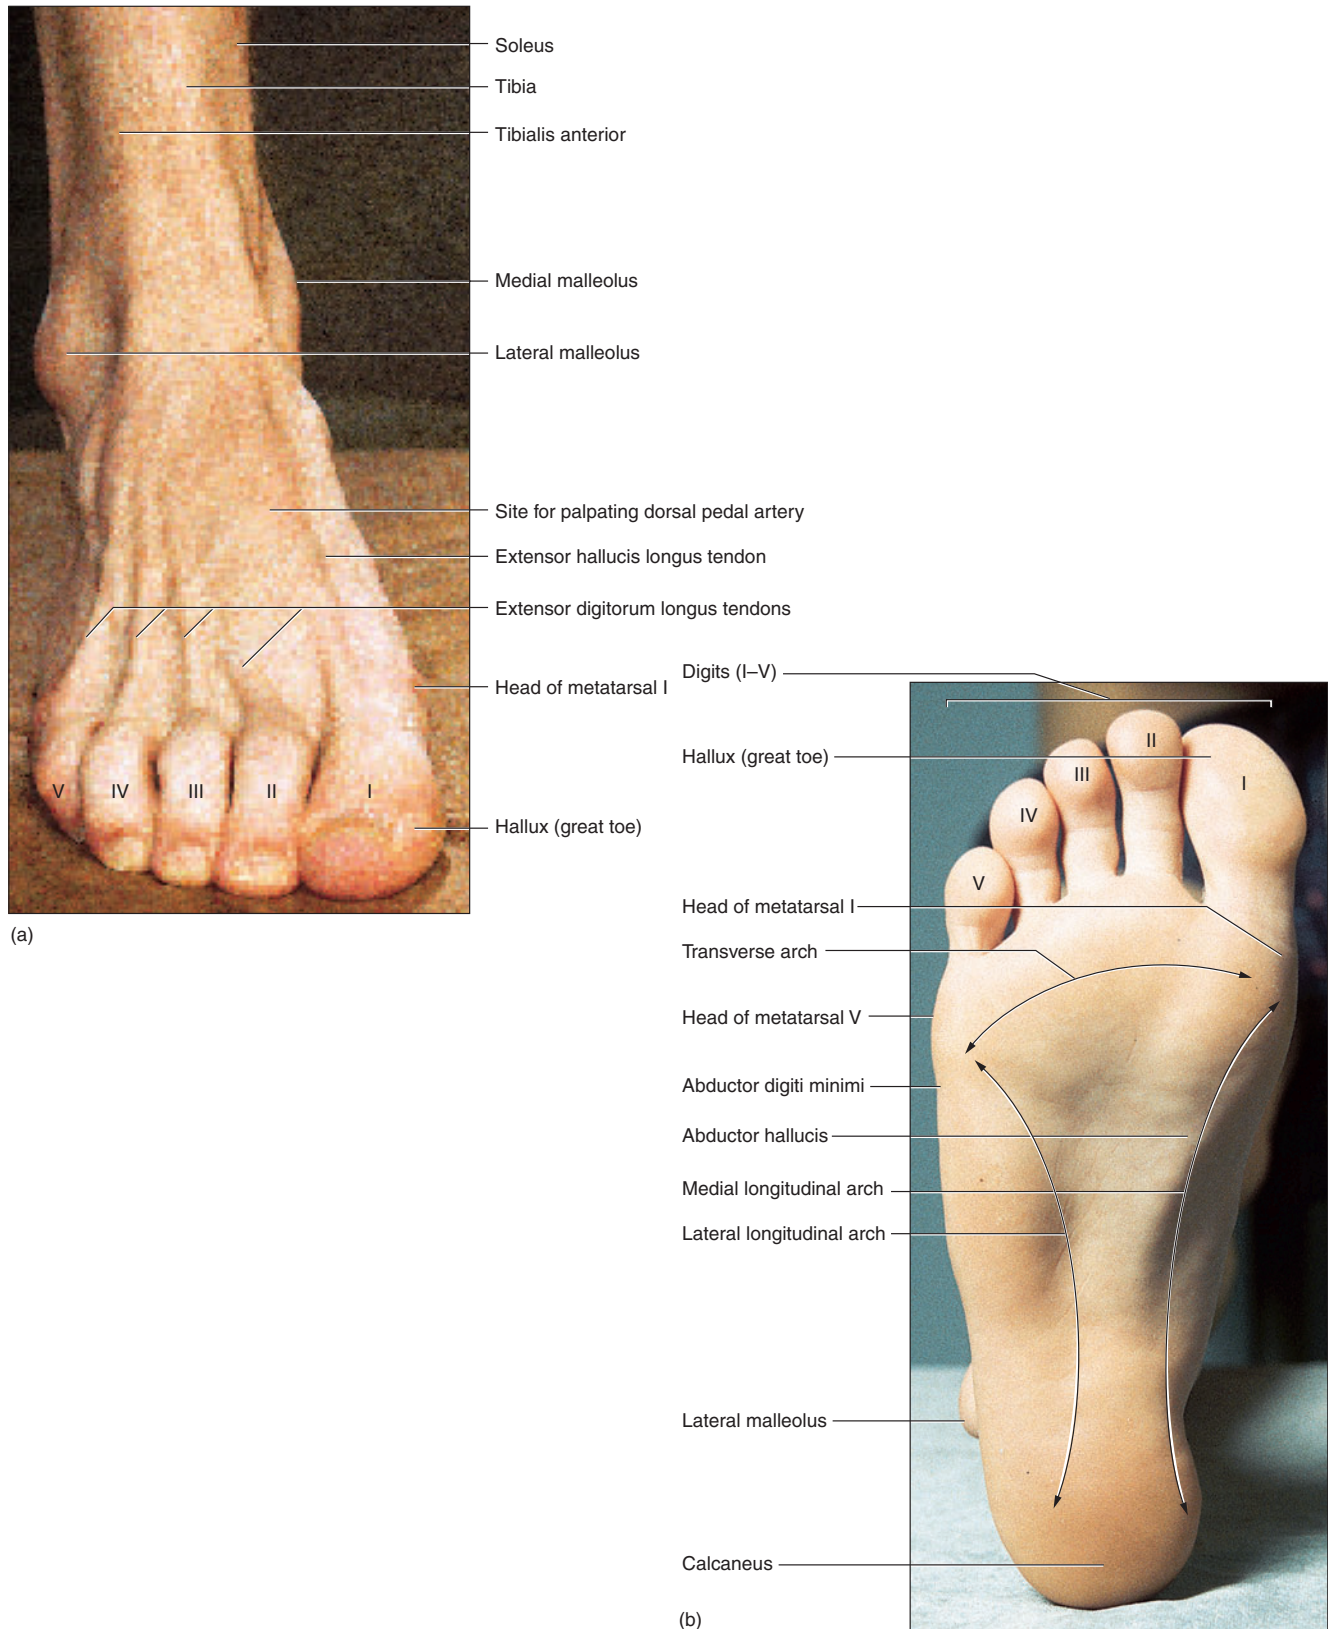 Soleus
Tibia
Tibialis anterior
Medial malleolus
Lateral malleolus
Site for palpating dorsal pedal artery
Extensor hallucis longus tendon
Extensor digitorum longus tendons
Head of metatarsal I
Hallux (great toe)
V IV III II I
(a)
Digits (I–V)
Hallux (great toe)
Head of metatarsal I
Transverse arch
Head of metatarsal V
Abductor digiti minimi
Abductor hallucis
Medial longitudinal arch
Lateral longitudinal arch
Lateral malleolus
Calcaneus
II
III
I
IV
V
(b)